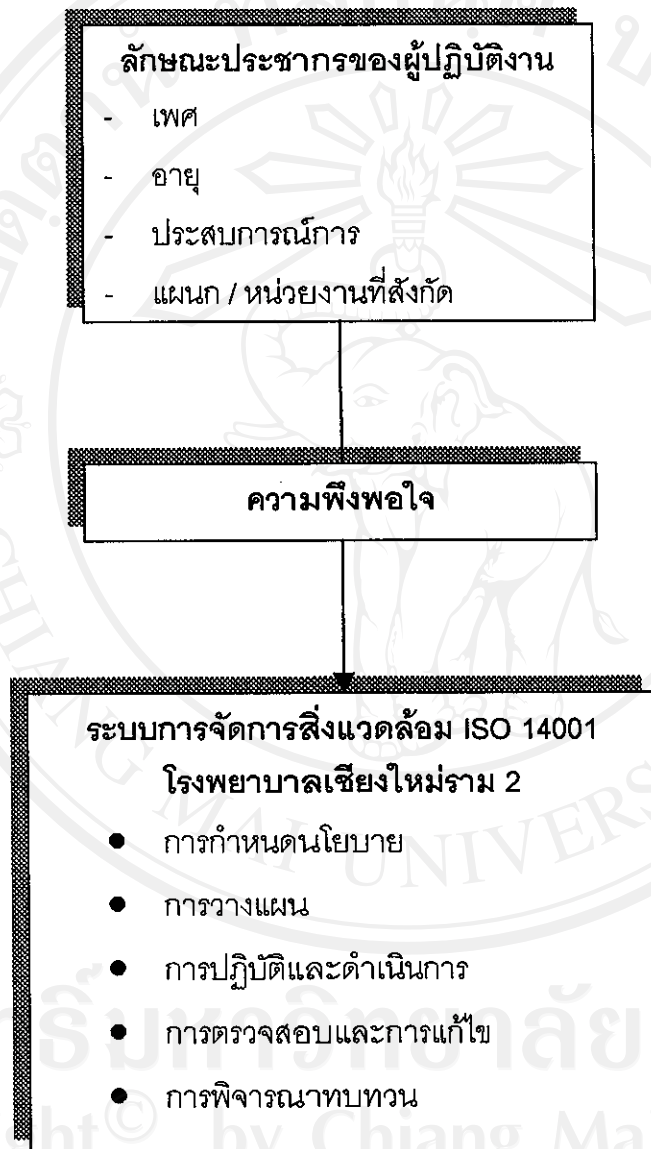 ลักษณะประชากรของผู้ปฏิบัติงาน
- เพศ
- อายุ
- ประสบการณ์การ
- แผนก / หน่วยงานที่สังกัด
ความพึงพอใจ
ระบบการจัดการสิ่งแวดล้อม ISO 14001
โรงพยาบาลเชียงใหม่ราม 2
● การกำหนดนโยบาย
● การวางแผน
● การปฏิบัติและดำเนินการ
● การตรวจสอบและการแก้ไข
● การพิจารณาทบทวน
CHIANG MAI UNIVERS
by Chiang Ma